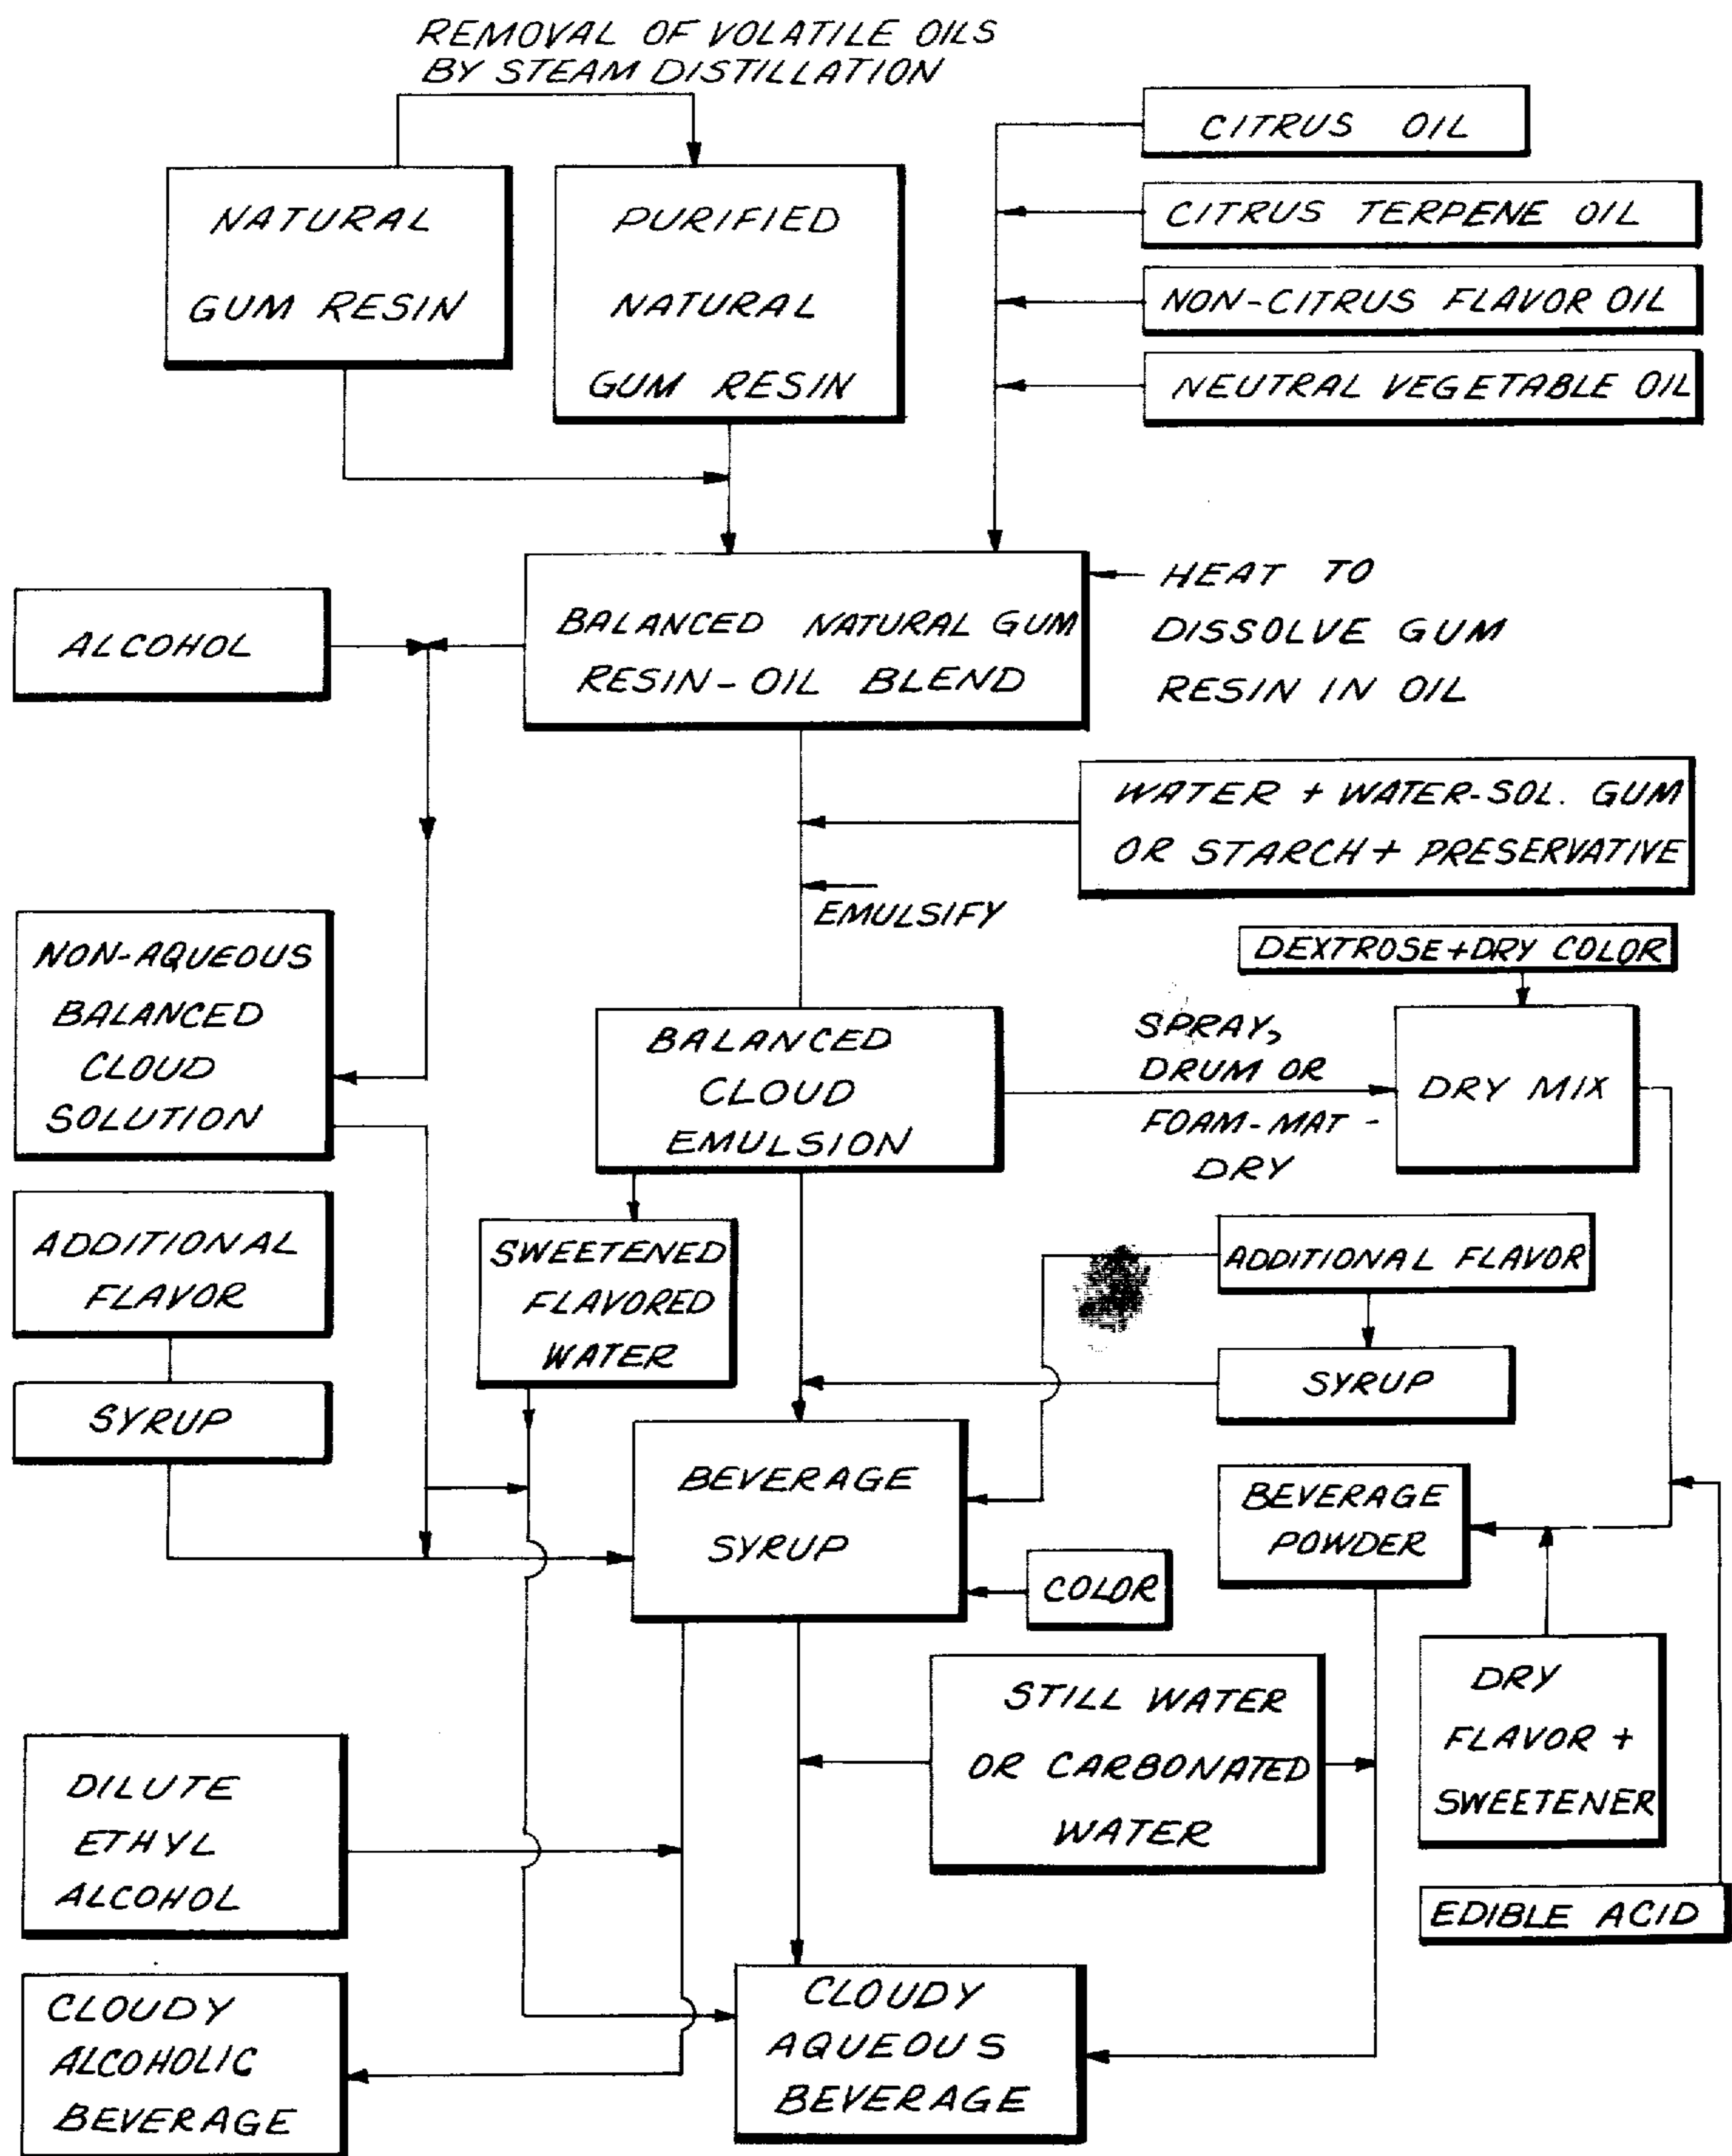 REMOVAL OF VOLATILE OILS
BY STEAM DISTILLATION
NATURAL
GUM RESIN
PURIFIED
NATURAL
GUM RESIN
CITRUS OIL
CITRUS TERPENE OIL
NON-CITRUS FLAVOR OIL
NEUTRAL VEGETABLE OIL
ALCOHOL
BALANCED NATURAL GUM
RESIN-OIL BLEND
HEAT TO
DISSOLVE GUM
RESIN IN OIL
WATER + WATER-SOL. GUM
OR STARCH + PRESERVATIVE
EMULSIFY
NON-AQUEOUS
BALANCED
CLOUD
SOLUTION
BALANCED
CLOUD
EMULSION
SPRAY,
DRUM OR
FOAM-MAT-
DRY
DEXTROSE+DRY COLOR
DRY MIX
ADDITIONAL
FLAVOR
SYRUP
SWEETENED
FLAVORED
WATER
ADDITIONAL FLAVOR
SYRUP
BEVERAGE
SYRUP
COLOR
BEVERAGE
POWDER
STILL WATER
OR CARBONATED
WATER
DRY
FLAVOR +
SWEETENER
EDIBLE ACID
DILUTE
ETHYL
ALCOHOL
CLOUDY
ALCOHOLIC
BEVERAGE
CLOUDY
AQUEOUS
BEVERAGE